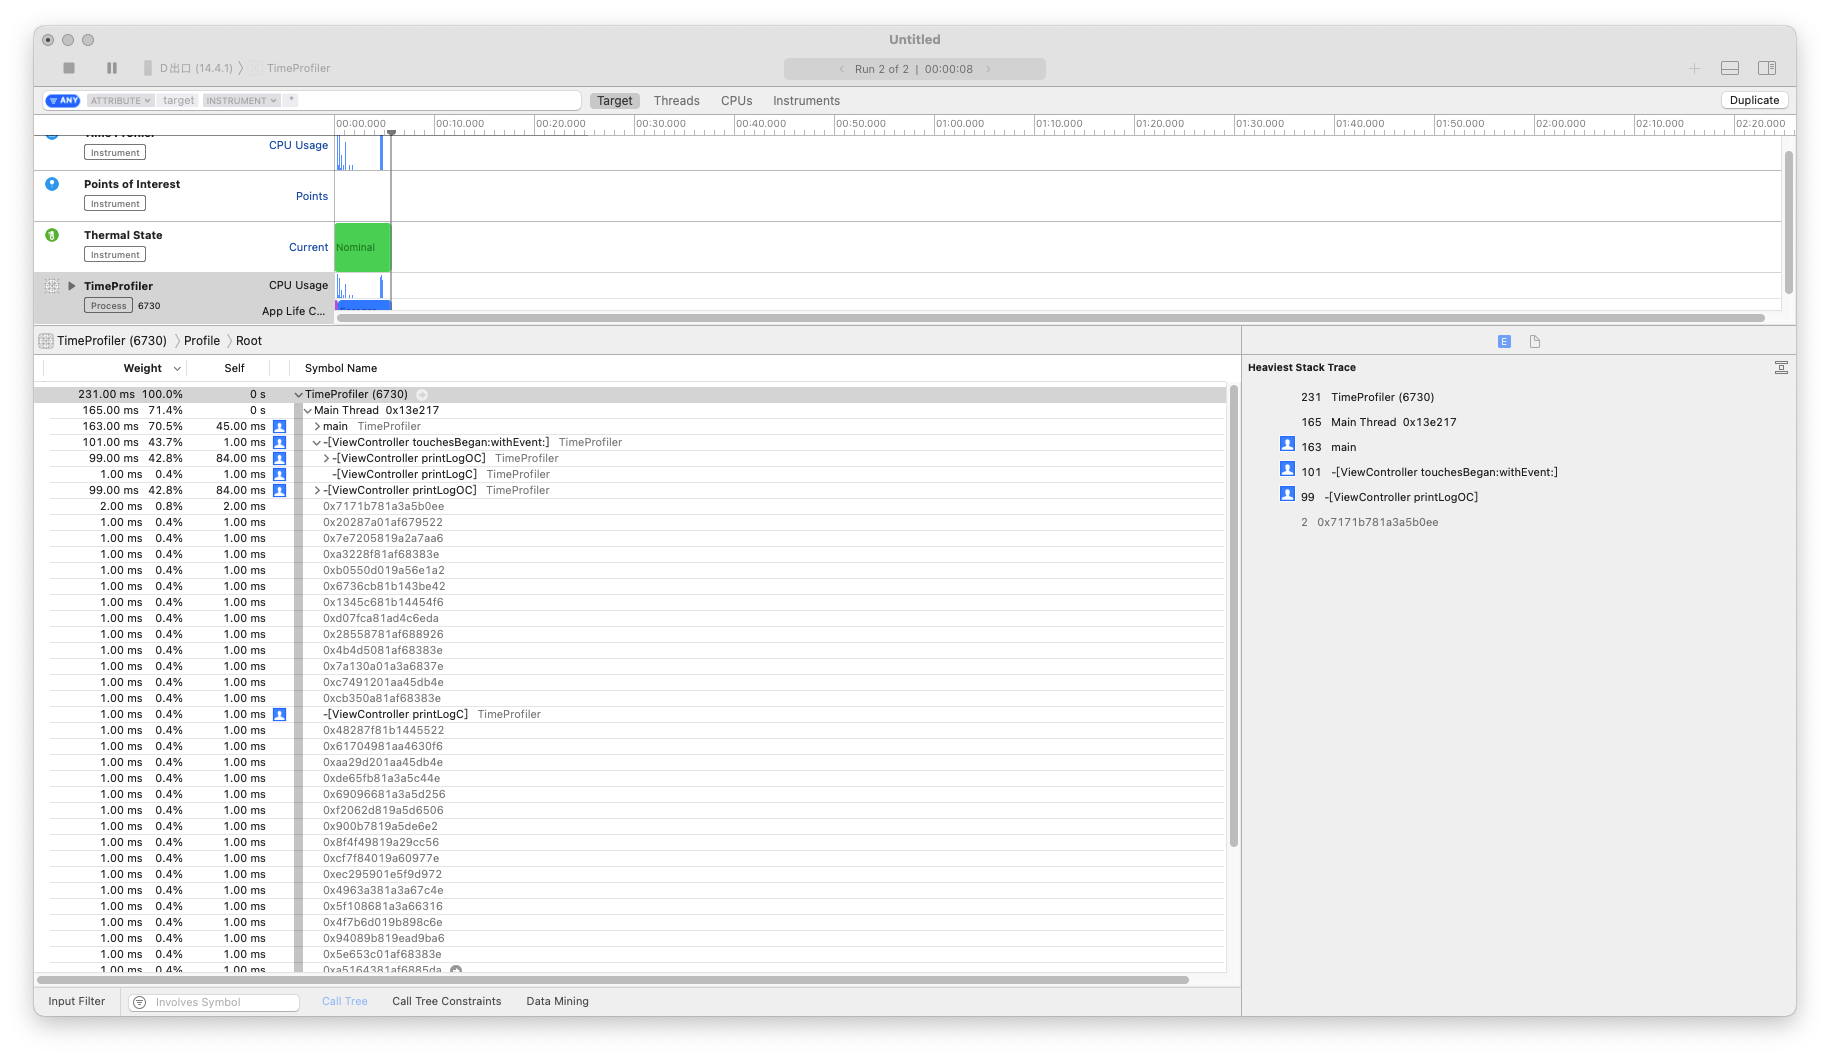 Untitled
D出口 (14.4.1) 〉 TimeProfiler
Run 2 of 2 | 00:00:08
ANY ATTRIBUTE target INSTRUMENT *
Target Threads CPUs Instruments
Duplicate
00:00.000 00:10.000 00:20.000 00:30.000 00:40.000 00:50.000 01:00.000 01:10.000 01:20.000 01:30.000 01:40.000 01:50.000 02:00.000 02:10.000 02:20.000
Time Profiler
Instrument
CPU Usage
Points of Interest
Instrument
Points
Thermal State
Instrument
Current
Nominal
TimeProfiler
Process 6730
CPU Usage
App Life C...
TimeProfiler (6730) 〉 Profile 〉 Root
Weight Self Symbol Name
231.00 ms 100.0% 0 s TimeProfiler (6730)
165.00 ms 71.4% 0 s Main Thread 0x13e217
163.00 ms 70.5% 45.00 ms main TimeProfiler
101.00 ms 43.7% 1.00 ms -[ViewController touchesBegan:withEvent:] TimeProfiler
99.00 ms 42.8% 84.00 ms -[ViewController printLogOC] TimeProfiler
1.00 ms 0.4% 1.00 ms -[ViewController printLogC] TimeProfiler
99.00 ms 42.8% 84.00 ms -[ViewController printLogOC] TimeProfiler
2.00 ms 0.8% 2.00 ms 0x7171b781a3a5b0ee
1.00 ms 0.4% 1.00 ms 0x20287a01af679522
1.00 ms 0.4% 1.00 ms 0x7e7205819a2a7aa6
1.00 ms 0.4% 1.00 ms 0xa3228f81af68383e
1.00 ms 0.4% 1.00 ms 0xb0550d019a56e1a2
1.00 ms 0.4% 1.00 ms 0x6736cb81b143be42
1.00 ms 0.4% 1.00 ms 0x1345c681b14454f6
1.00 ms 0.4% 1.00 ms 0xd07fca81ad4c6eda
1.00 ms 0.4% 1.00 ms 0x28558781af688926
1.00 ms 0.4% 1.00 ms 0x4b4d5081af68383e
1.00 ms 0.4% 1.00 ms 0x7a130a01a3a6837e
1.00 ms 0.4% 1.00 ms 0xc7491201aa45db4e
1.00 ms 0.4% 1.00 ms 0xcb350a81af68383e
1.00 ms 0.4% 1.00 ms -[ViewController printLogC] TimeProfiler
1.00 ms 0.4% 1.00 ms 0x48287f81b1445522
1.00 ms 0.4% 1.00 ms 0x61704981aa4630f6
1.00 ms 0.4% 1.00 ms 0xaa29d201aa45db4e
1.00 ms 0.4% 1.00 ms 0xde65fb81a3a5c44e
1.00 ms 0.4% 1.00 ms 0x69096681a3a5d256
1.00 ms 0.4% 1.00 ms 0xf2062d819a5d6506
1.00 ms 0.4% 1.00 ms 0x900b7819a5de6e2
1.00 ms 0.4% 1.00 ms 0x8f4f49819a29cc56
1.00 ms 0.4% 1.00 ms 0xcf7f84019a60977e
1.00 ms 0.4% 1.00 ms 0xec295901e5f9d972
1.00 ms 0.4% 1.00 ms 0x4963a381a3a67c4e
1.00 ms 0.4% 1.00 ms 0x5f108681a3a66316
1.00 ms 0.4% 1.00 ms 0x4f7b6d019b898c6e
1.00 ms 0.4% 1.00 ms 0x94089b819ead9ba6
1.00 ms 0.4% 1.00 ms 0x5e653c01af68383e
1.00 ms 0.4% 1.00 ms 0xa5164381af6885da
E
Heaviest Stack Trace
231 TimeProfiler (6730)
165 Main Thread 0x13e217
163 main
101 -[ViewController touchesBegan:withEvent:]
99 -[ViewController printLogOC]
2 0x7171b781a3a5b0ee
Input Filter Involves Symbol Call Tree Call Tree Constraints Data Mining